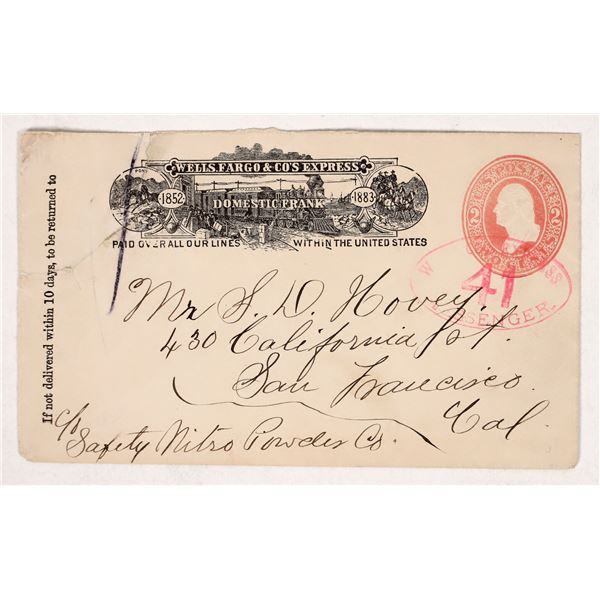 If not delivered within 10 days, to be returned to
WELLS FARGO & CO'S EXPRESS
1852
DOMESTIC FRANK
1883
PAID OVER ALL OUR LINES WITHIN THE UNITED STATES
2 2
41
Mr S. D. Hovey.
430 California St.
San Francisco
Cal.
c/o
Safety Nitro Powder Co.